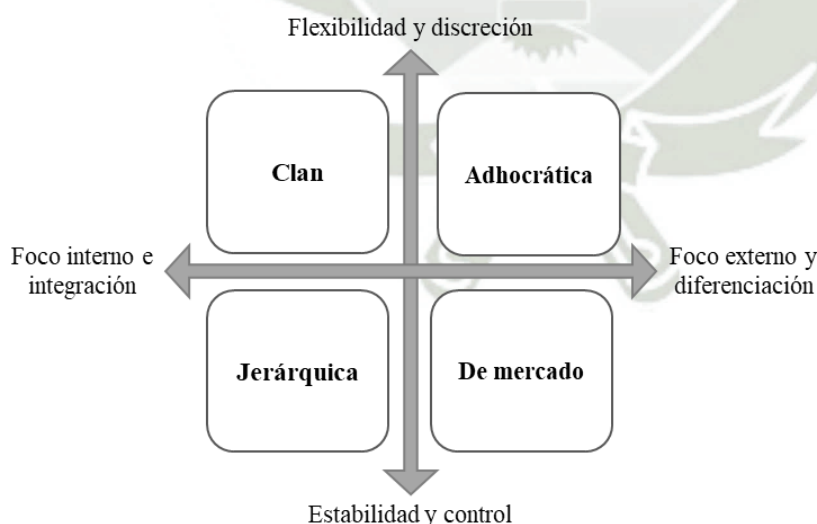 Flexibilidad y discreción
Clan
Adhocrática
Foco interno e
integración
Foco externo y
diferenciación
Jerárquica
De mercado
Estabilidad y control